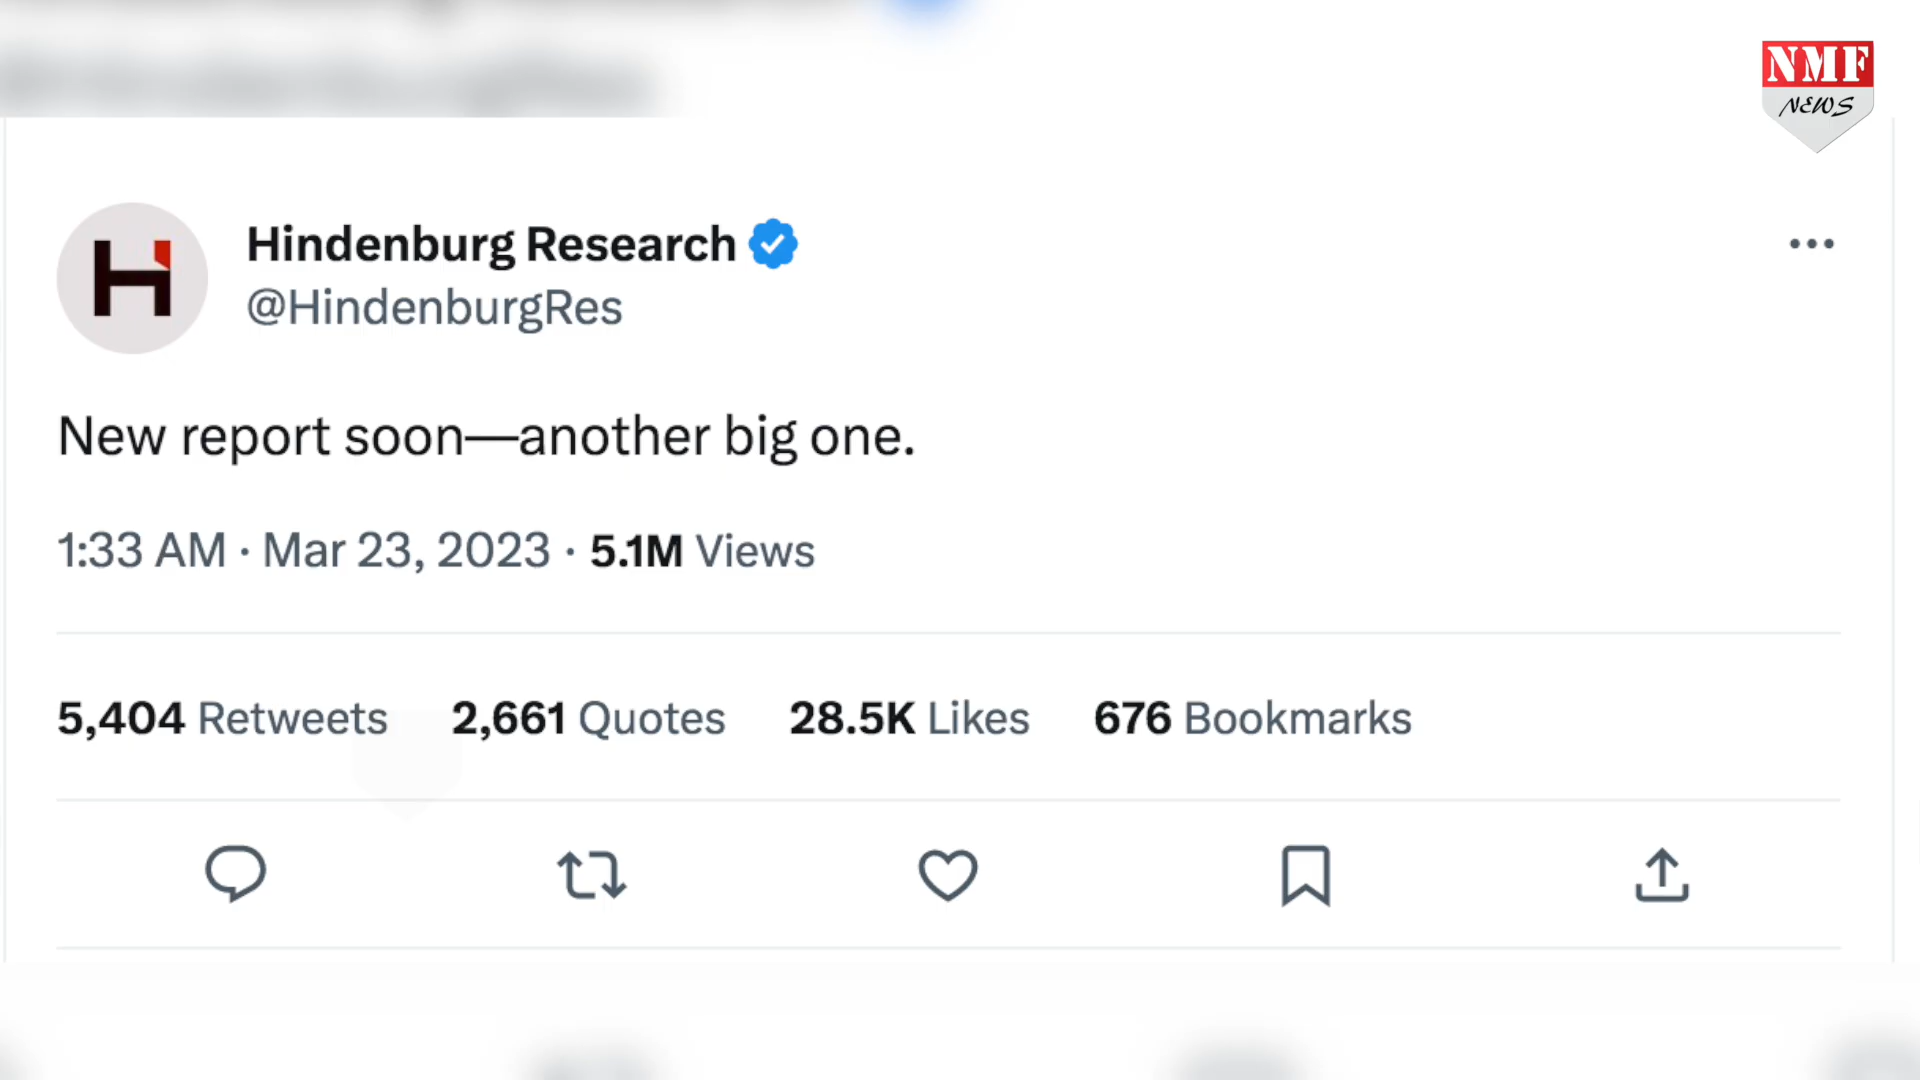 NMF
NEWS
Hindenburg Research
@HindenburgRes
New report soon—another big one.
1:33 AM · Mar 23, 2023 · 5.1M Views
5,404 Retweets 2,661 Quotes 28.5K Likes 676 Bookmarks